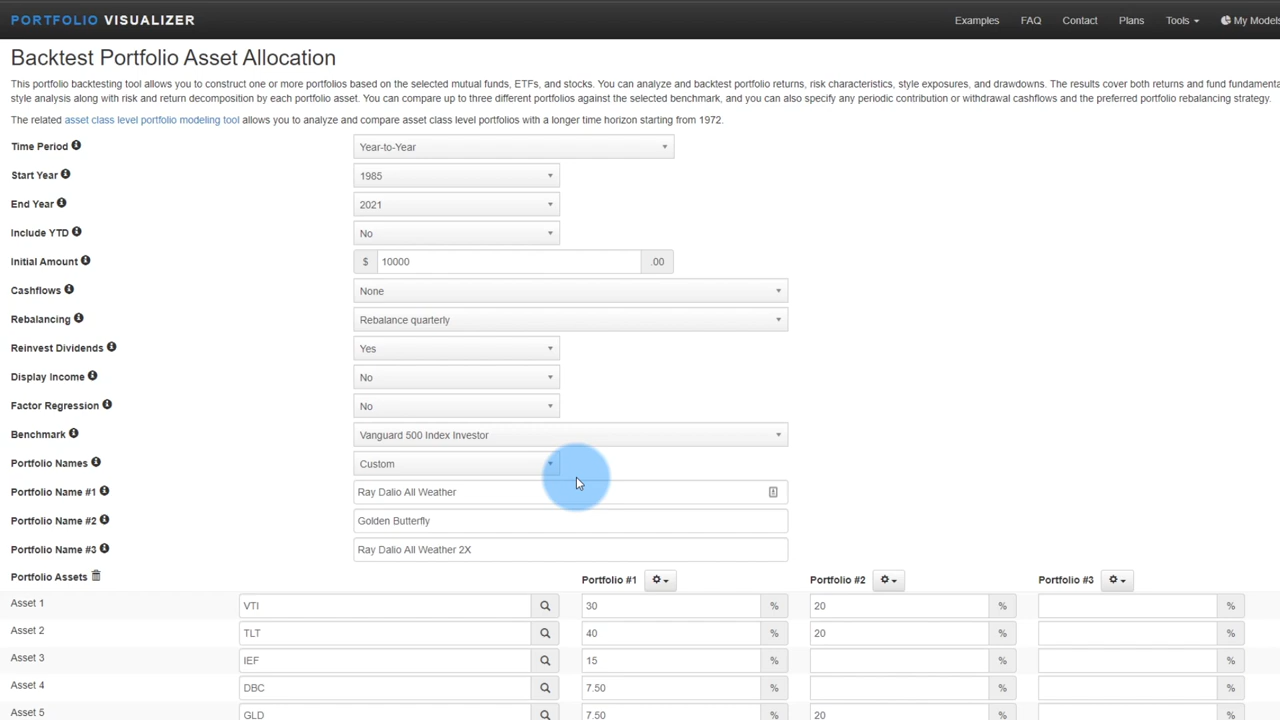 PORTFOLIO VISUALIZER Examples FAQ Contact Plans Tools My Models
Backtest Portfolio Asset Allocation
This portfolio backtesting tool allows you to construct one or more portfolios based on the selected mutual funds, ETFs, and stocks. You can analyze and backtest portfolio returns, risk characteristics, style exposures, and drawdowns. The results cover both returns and fund fundamenta
style analysis along with risk and return decomposition by each portfolio asset. You can compare up to three different portfolios against the selected benchmark, and you can also specify any periodic contribution or withdrawal cashflows and the preferred portfolio rebalancing strategy.
The related asset class level portfolio modeling tool allows you to analyze and compare asset class level portfolios with a longer time horizon starting from 1972.
Time Period Year-to-Year
Start Year 1985
End Year 2021
Include YTD No
Initial Amount $ 10000 .00
Cashflows None
Rebalancing Rebalance quarterly
Reinvest Dividends Yes
Display Income No
Factor Regression No
Benchmark Vanguard 500 Index Investor
Portfolio Names Custom
Portfolio Name #1 Ray Dalio All Weather
Portfolio Name #2 Golden Butterfly
Portfolio Name #3 Ray Dalio All Weather 2X
Portfolio Assets Portfolio #1 Portfolio #2 Portfolio #3
Asset 1 VTI 30 % 20 % %
Asset 2 TLT 40 % 20 % %
Asset 3 IEF 15 % % %
Asset 4 DBC 7.50 % % %
Asset 5 GLD 7.50 % 20 % %